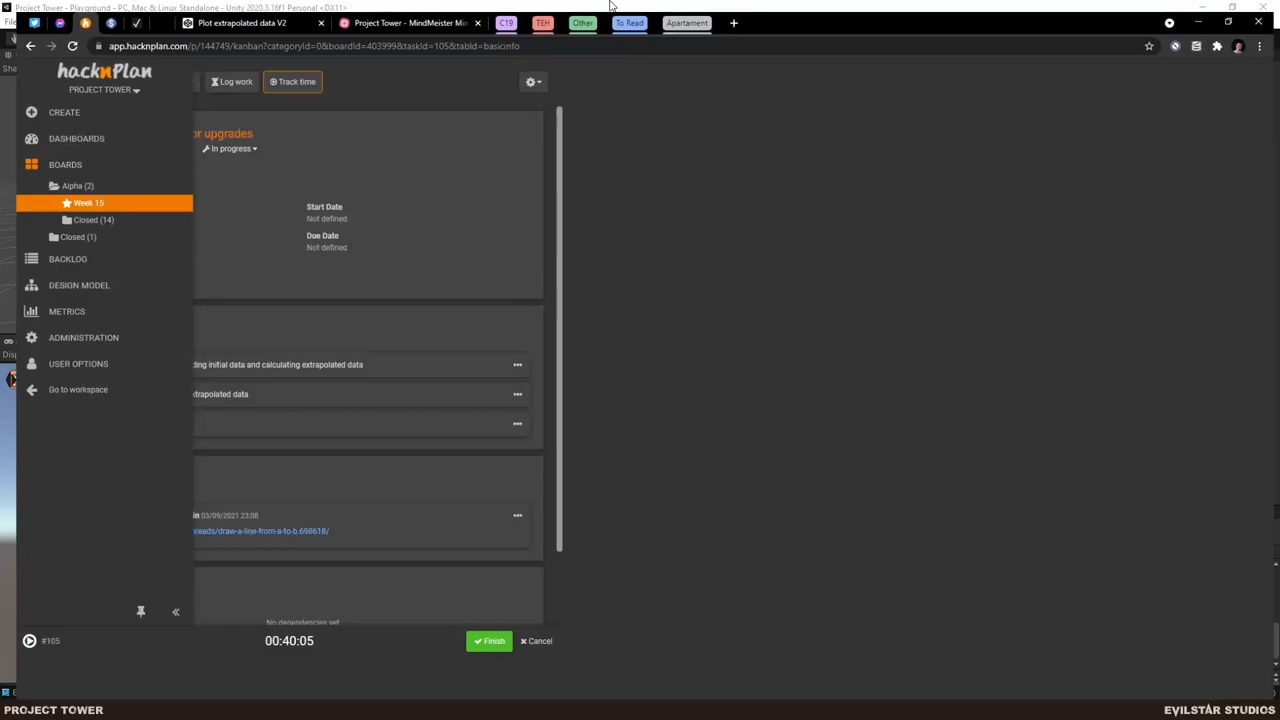 Project Tower - Playground - PC, Mac & Linux Standalone - Unity 2020.3.16f1 Personal <DX11>
Plot extrapolated data V2
Project Tower - MindMeister Min
C19
TEH
Other
To Read
Apartament
app.hacknplan.com/p/144749/kanban?categoryId=0&boardId=403999&taskId=105&tabId=basicinfo
hacknPlan
PROJECT TOWER
Log work
Track time
CREATE
DASHBOARDS
BOARDS
Alpha (2)
Week 15
Closed (14)
Closed (1)
BACKLOG
DESIGN MODEL
METRICS
ADMINISTRATION
USER OPTIONS
Go to workspace
or upgrades
In progress
Start Date
Not defined
Due Date
Not defined
ding initial data and calculating extrapolated data
xtrapolated data
in 03/09/2021 23:08
reads/draw-a-line-from-a-to-b.698618/
No dependencies yet
#105
00:40:05
Finish
Cancel
PROJECT TOWER
EVILSTAR STUDIOS